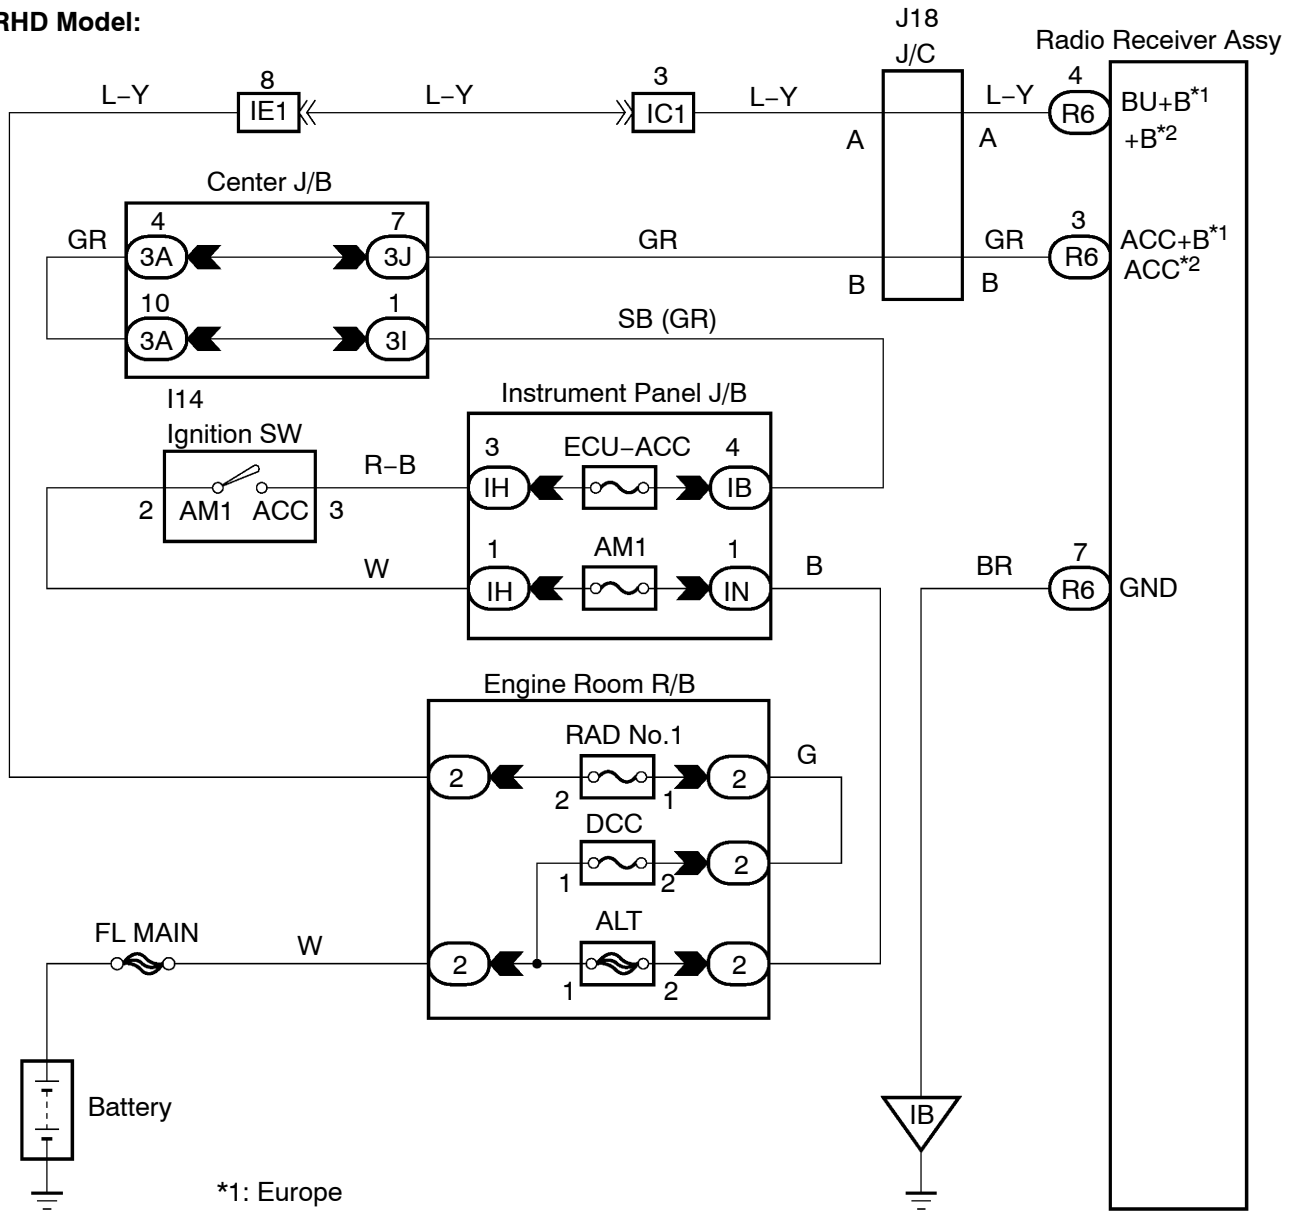 RHD Model:
J18
J/C
Radio Receiver Assy
L–Y
8
IE1
L–Y
3
IC1
L–Y
A
A
L–Y
4
R6
BU+B*1
+B*2
Center J/B
GR
4
3A
7
3J
GR
B
B
GR
3
R6
ACC+B*1
ACC*2
10
3A
1
3I
SB (GR)
I14
Ignition SW
2
AM1
ACC
3
R–B
Instrument Panel J/B
3
IH
ECU–ACC
4
IB
W
1
IH
AM1
1
IN
B
BR
7
R6
GND
Engine Room R/B
RAD No.1
2
2
1
2
G
DCC
1
2
2
FL MAIN
W
2
ALT
1
2
2
Battery
IB
*1: Europe